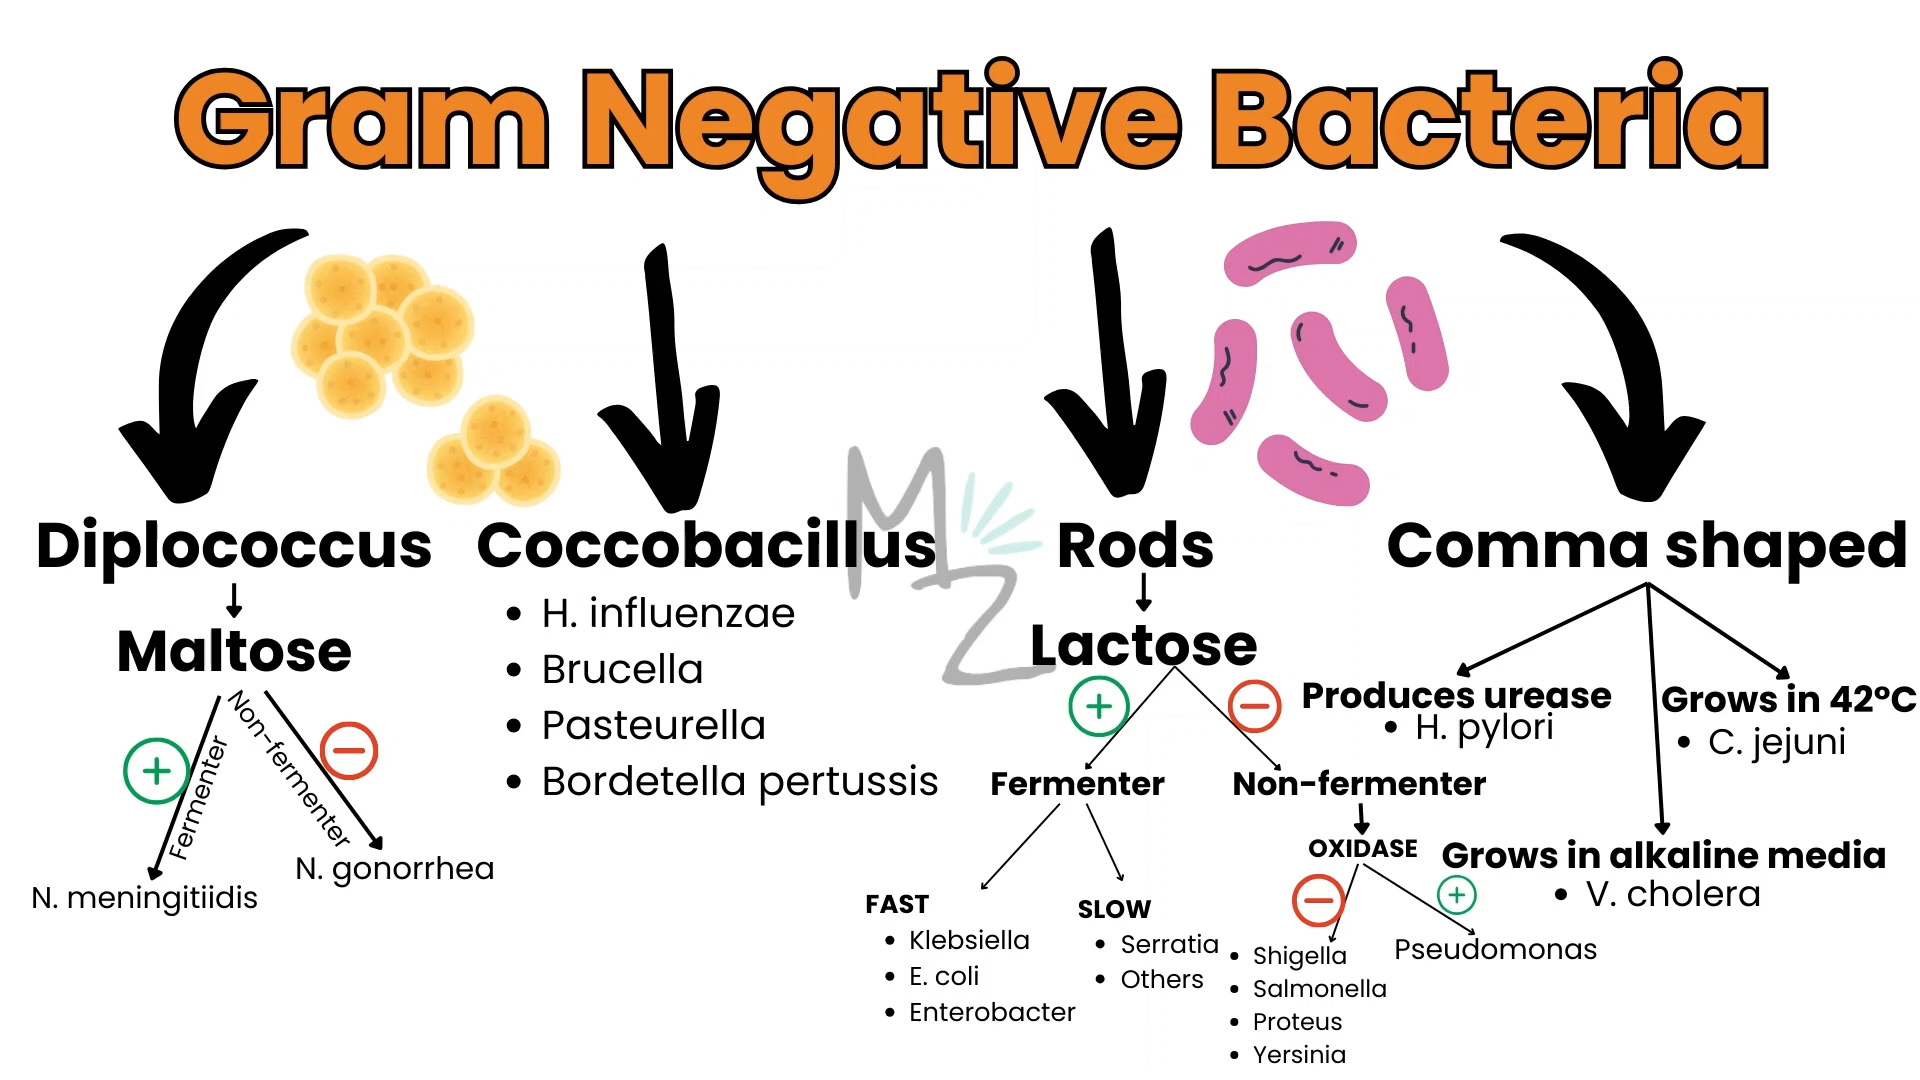 Gram Negative Bacteria
Diplococcus
Maltose
+
Fermenter
Non-fermenter
−
N. meningitiidis
N. gonorrhea
Coccobacillus
• H. influenzae
• Brucella
• Pasteurella
• Bordetella pertussis
MZ
Rods
Lactose
+
−
Fermenter
Non-fermenter
FAST
• Klebsiella
• E. coli
• Enterobacter
SLOW
• Serratia
• Others
OXIDASE
−
+
• Shigella
• Salmonella
• Proteus
• Yersinia
Pseudomonas
Comma shaped
Produces urease
• H. pylori
Grows in 42°C
• C. jejuni
Grows in alkaline media
• V. cholera